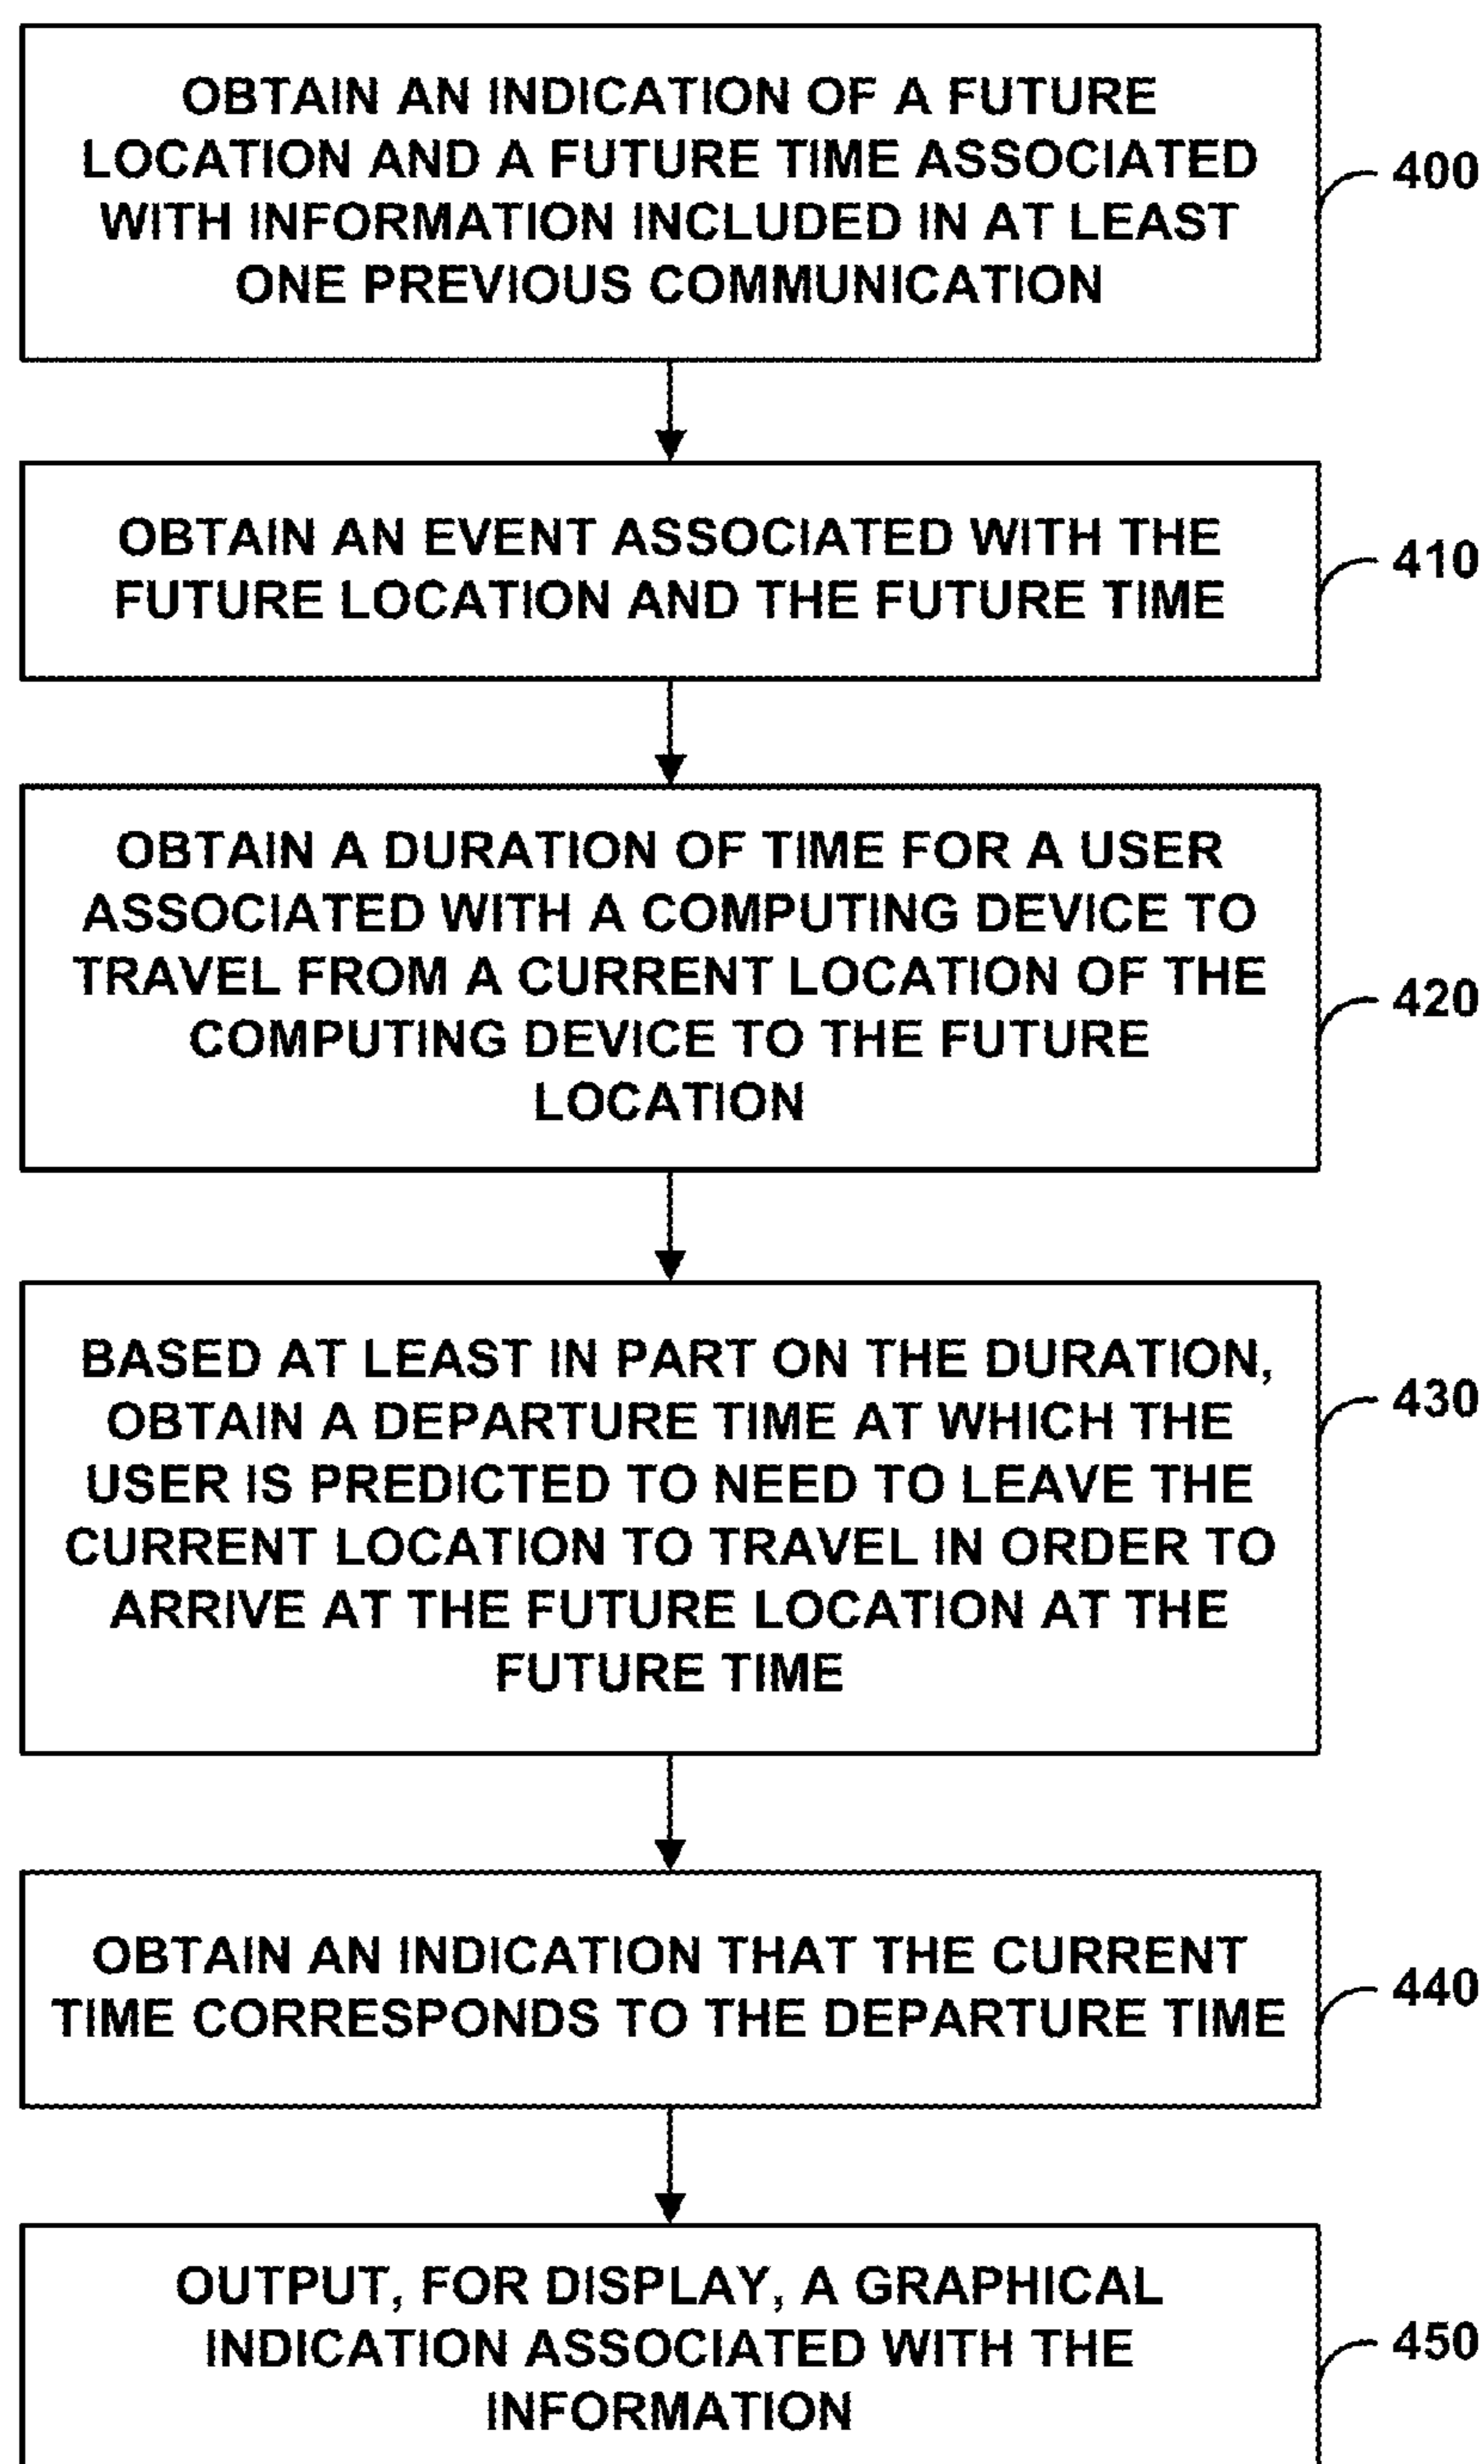 OBTAIN AN INDICATION OF A FUTURE
LOCATION AND A FUTURE TIME ASSOCIATED
WITH INFORMATION INCLUDED IN AT LEAST
ONE PREVIOUS COMMUNICATION
400
OBTAIN AN EVENT ASSOCIATED WITH THE
FUTURE LOCATION AND THE FUTURE TIME
410
OBTAIN A DURATION OF TIME FOR A USER
ASSOCIATED WITH A COMPUTING DEVICE TO
TRAVEL FROM A CURRENT LOCATION OF THE
COMPUTING DEVICE TO THE FUTURE
LOCATION
420
BASED AT LEAST IN PART ON THE DURATION,
OBTAIN A DEPARTURE TIME AT WHICH THE
USER IS PREDICTED TO NEED TO LEAVE THE
CURRENT LOCATION TO TRAVEL IN ORDER TO
ARRIVE AT THE FUTURE LOCATION AT THE
FUTURE TIME
430
OBTAIN AN INDICATION THAT THE CURRENT
TIME CORRESPONDS TO THE DEPARTURE TIME
440
OUTPUT, FOR DISPLAY, A GRAPHICAL
INDICATION ASSOCIATED WITH THE
INFORMATION
450